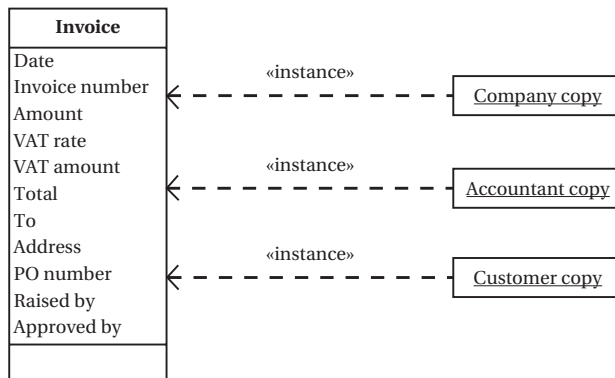 Invoice
Date
Invoice number
Amount
VAT rate
VAT amount
Total
To
Address
PO number
Raised by
Approved by
«instance»
Company copy
«instance»
Accountant copy
«instance»
Customer copy